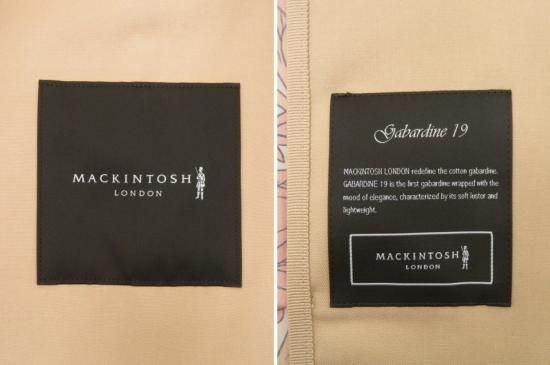 MACKINTOSH
LONDON
Gabardine 19
MACKINTOSH LONDON redefine the cotton gabardine.
GABARDINE 19 is the first gabardine wrapped with the
mood of elegance, characterized by its soft luster and
lightweight.
MACKINTOSH
LONDON